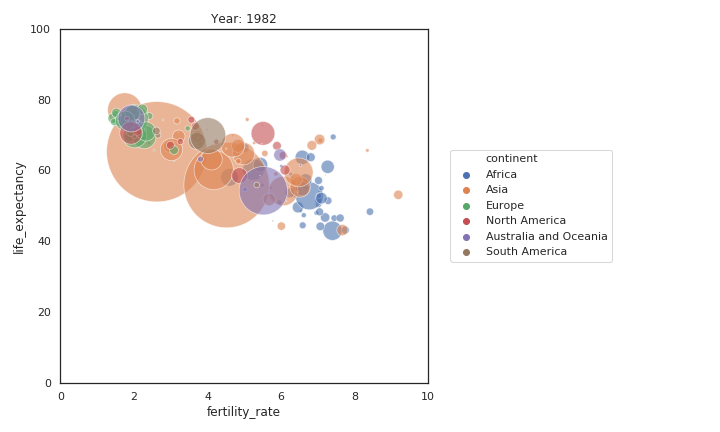 Year: 1982
100
80
60
40
20
0
life_expectancy
0 2 4 6 8 10
fertility_rate
continent
Africa
Asia
Europe
North America
Australia and Oceania
South America